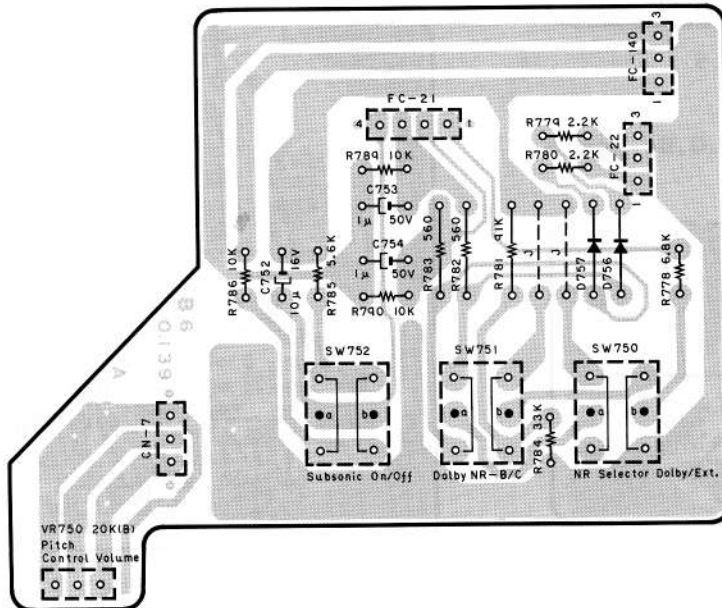 3
FC-140
1
FC-21
4
1
R779 2.2K
3
R780 2.2K
FC-22
1
R789 10K
C753
1μ 50V
C754
1μ 50V
R790 10K
R786 10K
C752
10μ 16V
R785 5.6K
R783 560
R782 560
R781 91K
J
J
D757
D756
R778 6.8K
B6
0139
A
SW752
a b
Subsonic On/Off
SW751
a b
Dolby NR-B/C
R784 33K
SW750
a b
NR Selector Dolby/Ext.
CN-7
VR750 20K(B)
Pitch
Control Volume